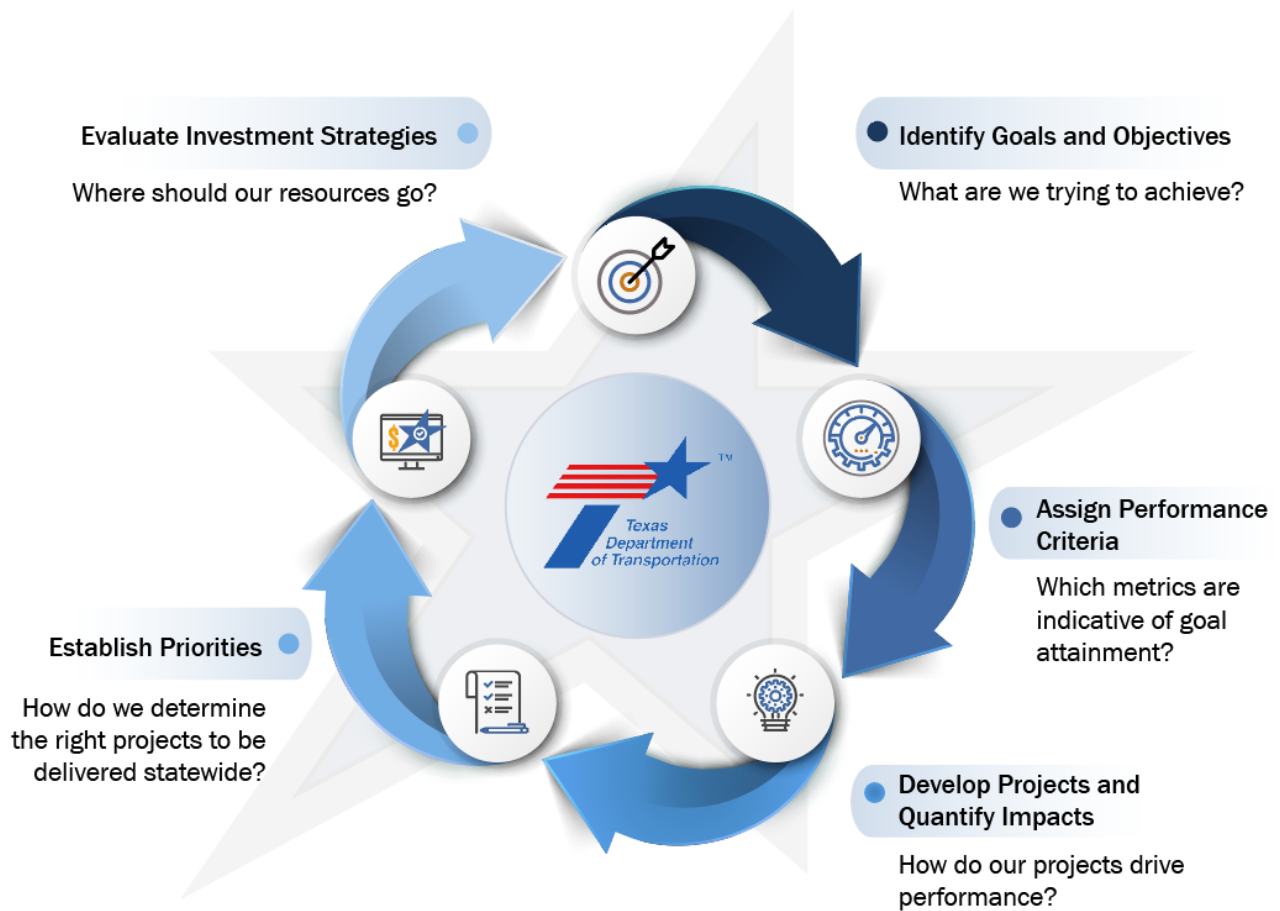 Evaluate Investment Strategies
Where should our resources go?
Identify Goals and Objectives
What are we trying to achieve?
$
TM
Texas
Department
of Transportation
Assign Performance
Criteria
Which metrics are
indicative of goal
attainment?
Establish Priorities
How do we determine
the right projects to be
delivered statewide?
Develop Projects and
Quantify Impacts
How do our projects drive
performance?